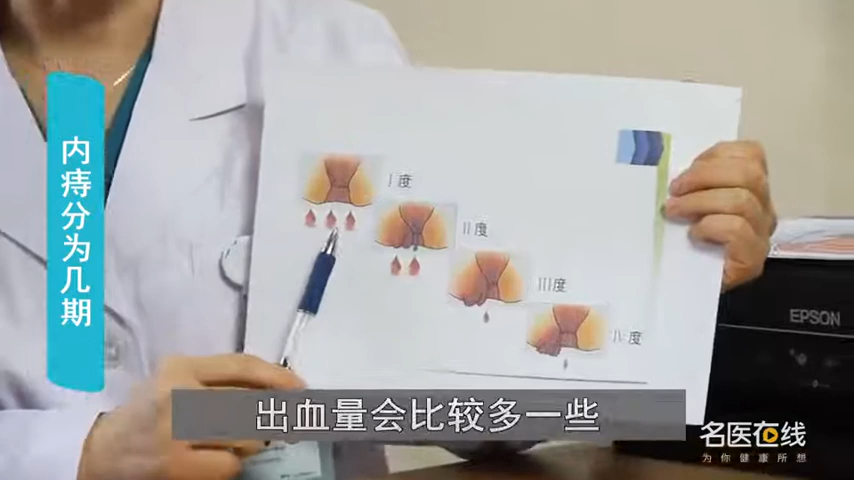 内痔分为几期
I度
II度
III度
IV度
EPSON
出血量会比较多一些
名医在线
为你健康所想